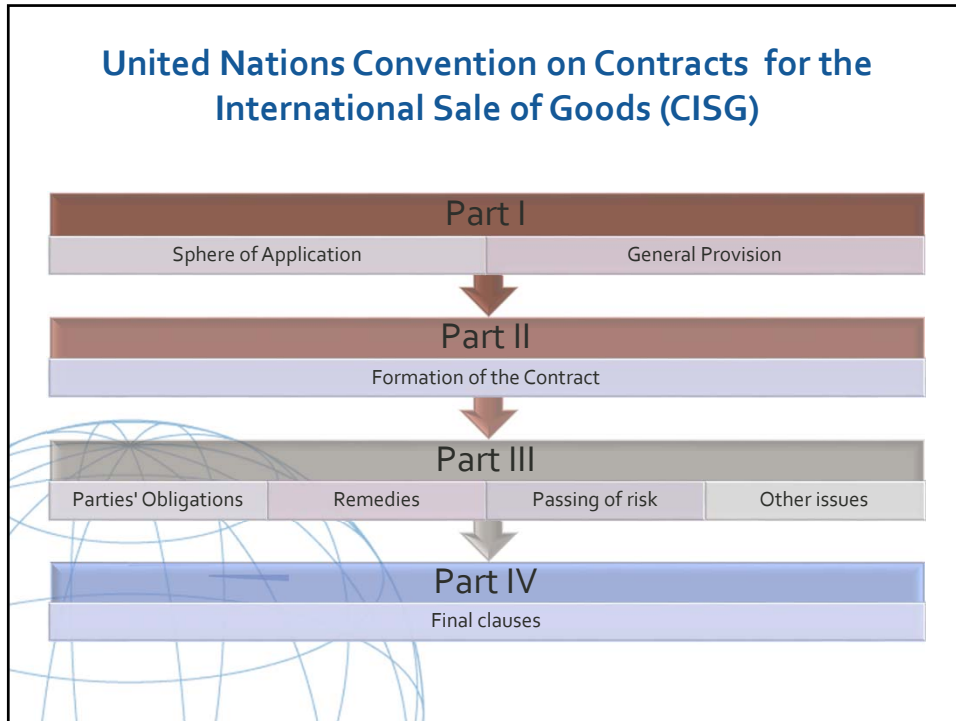 United Nations Convention on Contracts for the
International Sale of Goods (CISG)
Part I
Sphere of Application
General Provision
Part II
Formation of the Contract
Part III
Parties' Obligations
Remedies
Passing of risk
Other issues
Part IV
Final clauses